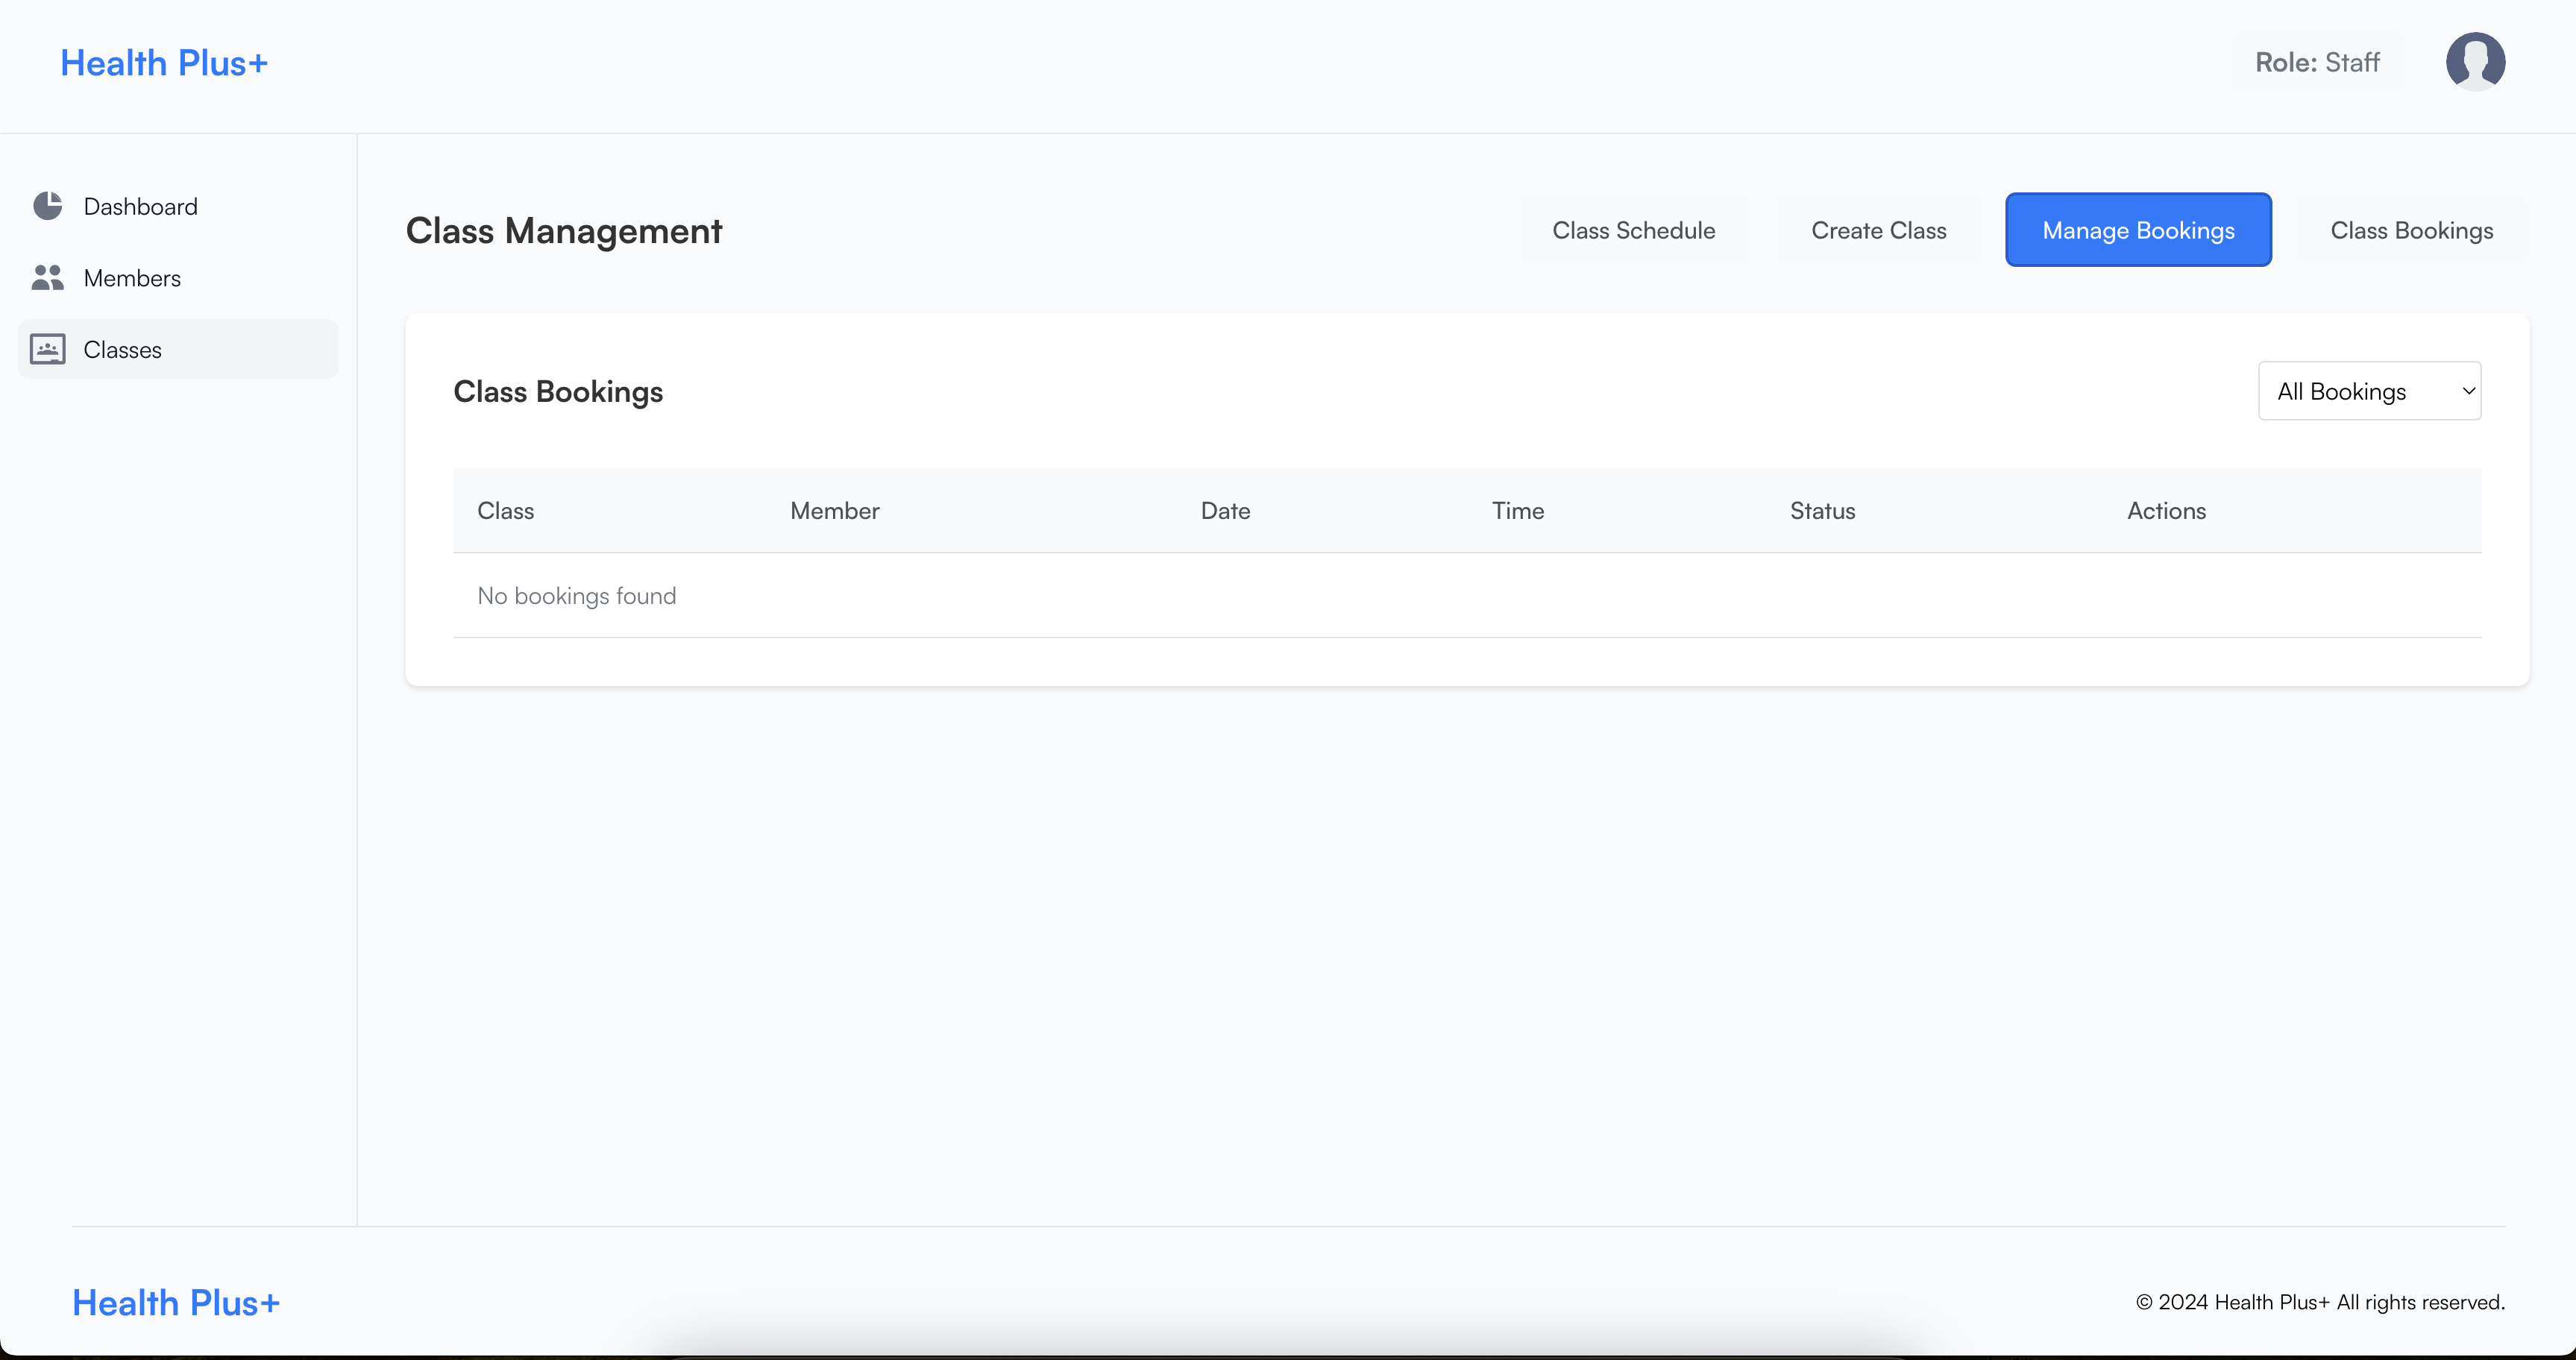 Health Plus+
Role: Staff
Dashboard
Members
Classes
Class Management
Class Schedule
Create Class
Manage Bookings
Class Bookings
Class Bookings
All Bookings
Class Member Date Time Status Actions
No bookings found
Health Plus+
© 2024 Health Plus+ All rights reserved.